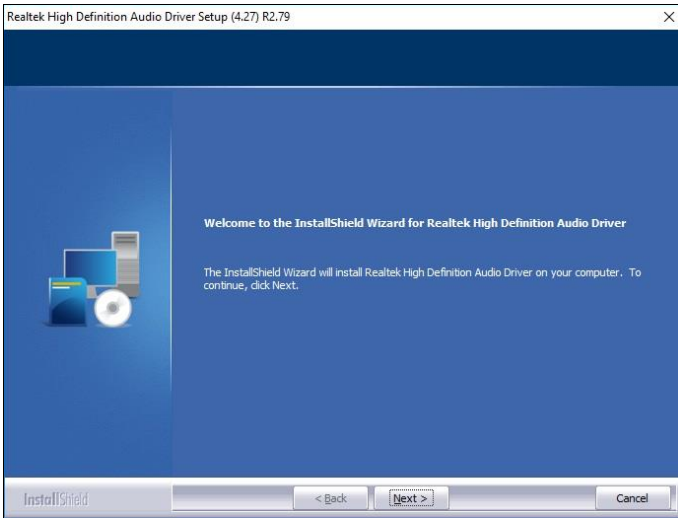 Realtek High Definition Audio Driver Setup (4.27) R2.79
Welcome to the InstallShield Wizard for Realtek High Definition Audio Driver
The InstallShield Wizard will install Realtek High Definition Audio Driver on your computer. To
continue, click Next.
InstallShield
< Back
Next >
Cancel